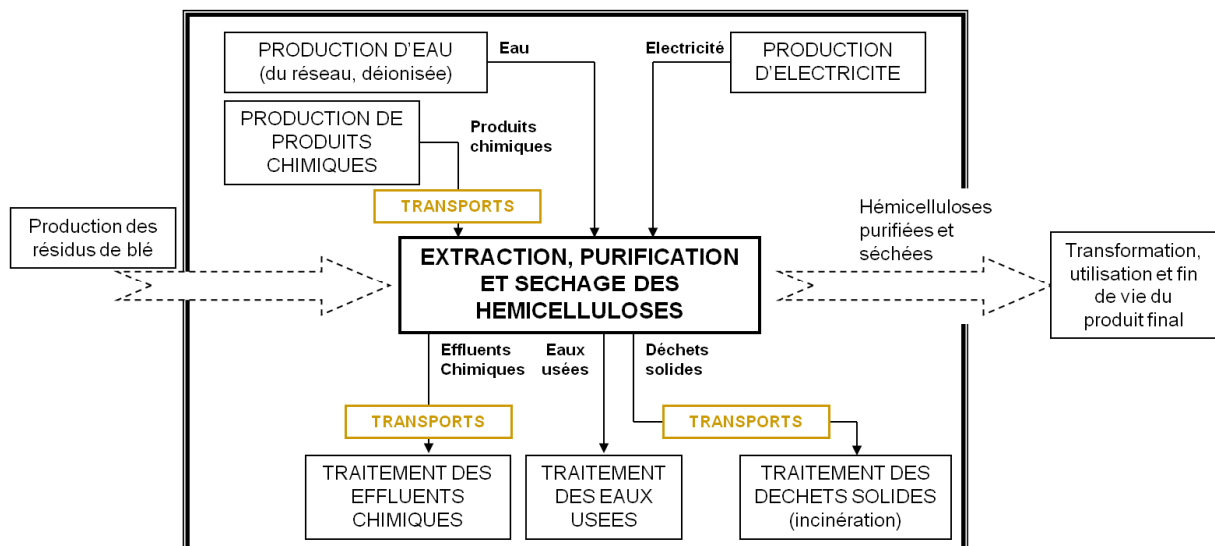 PRODUCTION D'EAU
(du réseau, déionisée)
Eau
Electricité
PRODUCTION
D'ELECTRICITE
PRODUCTION DE
PRODUITS
CHIMIQUES
Produits
chimiques
TRANSPORTS
Production des
résidus de blé
EXTRACTION, PURIFICATION
ET SECHAGE DES
HEMICELLULOSES
Hémicelluloses
purifiées et
séchées
Transformation,
utilisation et fin
de vie du
produit final
Effluents
Chimiques
Eaux
usées
Déchets
solides
TRANSPORTS
TRANSPORTS
TRAITEMENT DES
EFFLUENTS
CHIMIQUES
TRAITEMENT
DES EAUX
USEES
TRAITEMENT DES
DECHETS SOLIDES
(incinération)